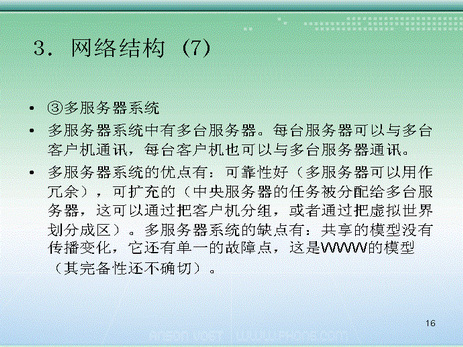 3. 网络结构 (7)
• ③多服务器系统
• 多服务器系统中有多台服务器。每台服务器可以与多台
客户机通讯，每台客户机也可以与多台服务器通讯。
• 多服务器系统的优点有：可靠性好（多服务器可以用作
冗余），可扩充的（中央服务器的任务被分配给多台服
务器，这可以通过把客户机分组，或者通过把虚拟世界
划分成区）。多服务器系统的缺点有：共享的模型没有
传播变化，它还有单一的故障点，这是WWW的模型
（其完备性还不确切）。
16